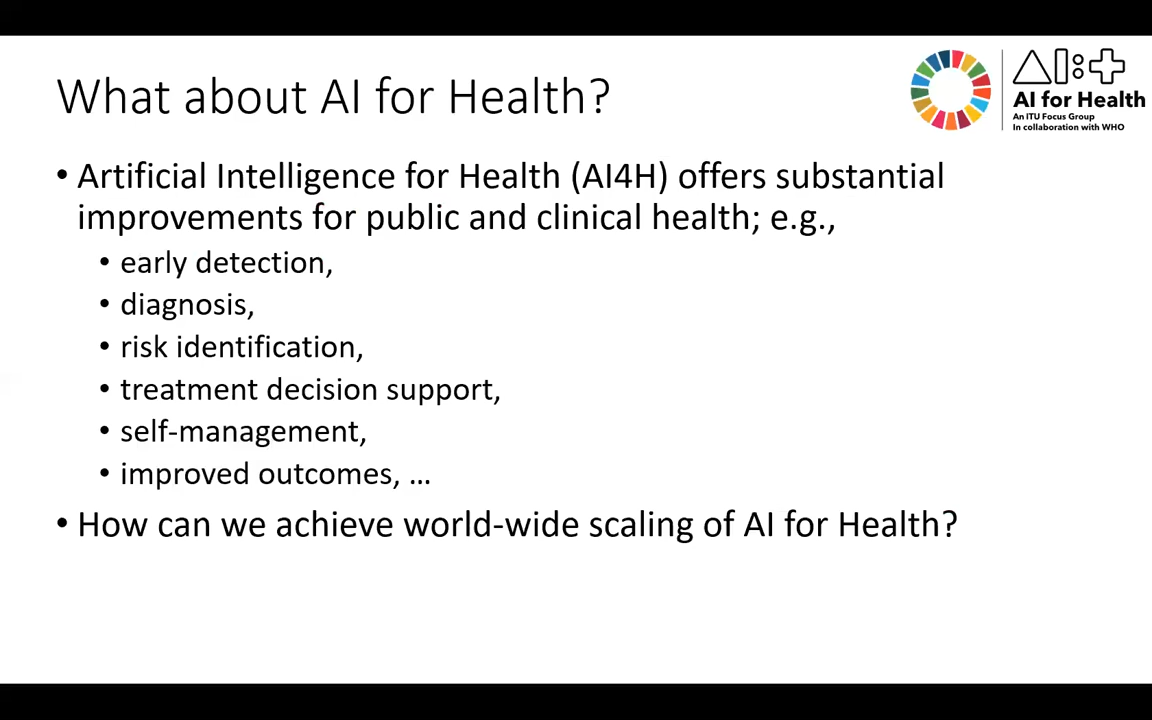 What about AI for Health?
AI for Health
An ITU Focus Group
In collaboration with WHO
• Artificial Intelligence for Health (AI4H) offers substantial
improvements for public and clinical health; e.g.,
• early detection,
• diagnosis,
• risk identification,
• treatment decision support,
• self-management,
• improved outcomes, …
• How can we achieve world-wide scaling of AI for Health?